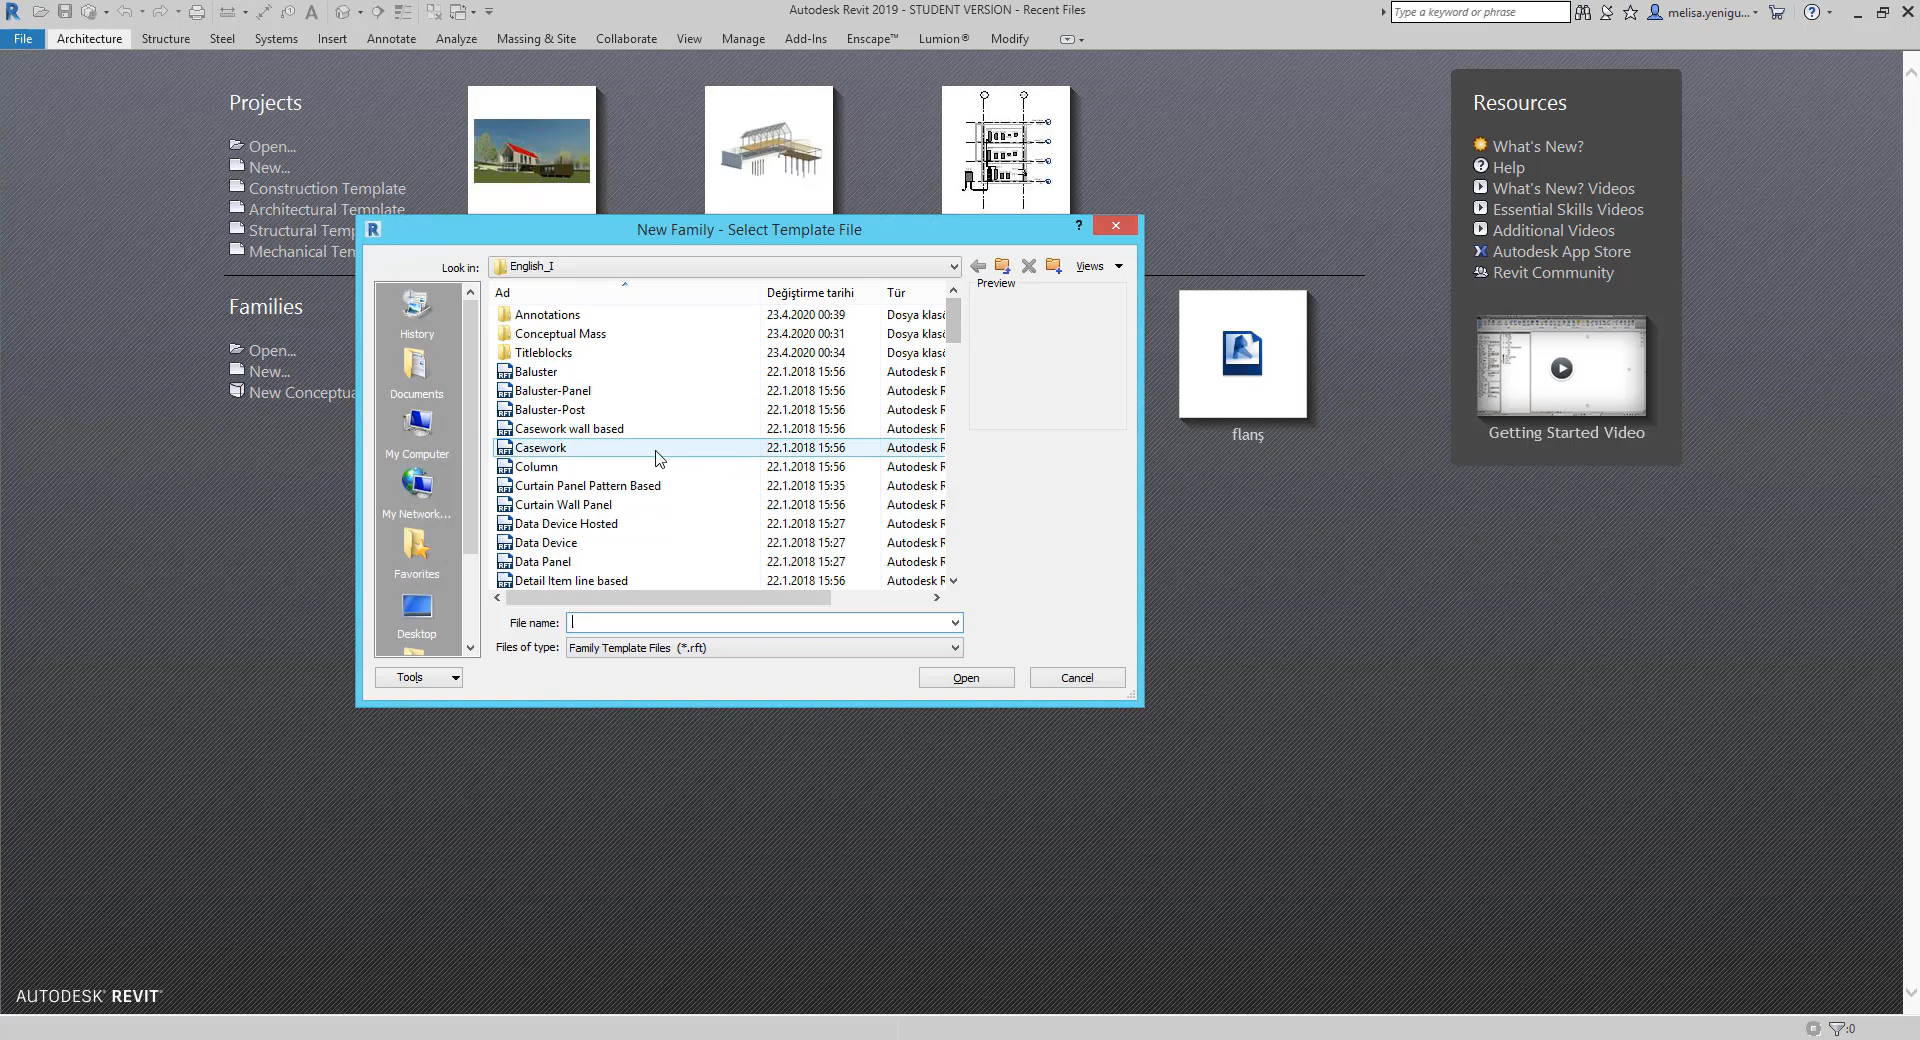 Autodesk Revit 2019 - STUDENT VERSION - Recent Files
Type a keyword or phrase
melisa.yenigu...
File
Architecture
Structure
Steel
Systems
Insert
Annotate
Analyze
Massing & Site
Collaborate
View
Manage
Add-Ins
Enscape™
Lumion®
Modify
Projects
Open...
New...
Construction Template
Architectural Template
Structural Temp
Mechanical Te
Families
Open...
New...
New Conceptua
New Family - Select Template File
Look in:
English_I
Views
History
Documents
My Computer
My Network...
Favorites
Desktop
Ad Değiştirme tarihi Tür
Annotations 23.4.2020 00:39 Dosya klasö
Conceptual Mass 23.4.2020 00:31 Dosya klasö
Titleblocks 23.4.2020 00:34 Dosya klasö
Baluster 22.1.2018 15:56 Autodesk R
Baluster-Panel 22.1.2018 15:56 Autodesk R
Baluster-Post 22.1.2018 15:56 Autodesk R
Casework wall based 22.1.2018 15:56 Autodesk R
Casework 22.1.2018 15:56 Autodesk R
Column 22.1.2018 15:56 Autodesk R
Curtain Panel Pattern Based 22.1.2018 15:35 Autodesk R
Curtain Wall Panel 22.1.2018 15:56 Autodesk R
Data Device Hosted 22.1.2018 15:27 Autodesk R
Data Device 22.1.2018 15:27 Autodesk R
Data Panel 22.1.2018 15:27 Autodesk R
Detail Item line based 22.1.2018 15:56 Autodesk R
Preview
File name:
Files of type: Family Template Files (*.rft)
Tools
Open
Cancel
flanş
Resources
What's New?
Help
What's New? Videos
Essential Skills Videos
Additional Videos
Autodesk App Store
Revit Community
Getting Started Video
AUTODESK® REVIT®
:0